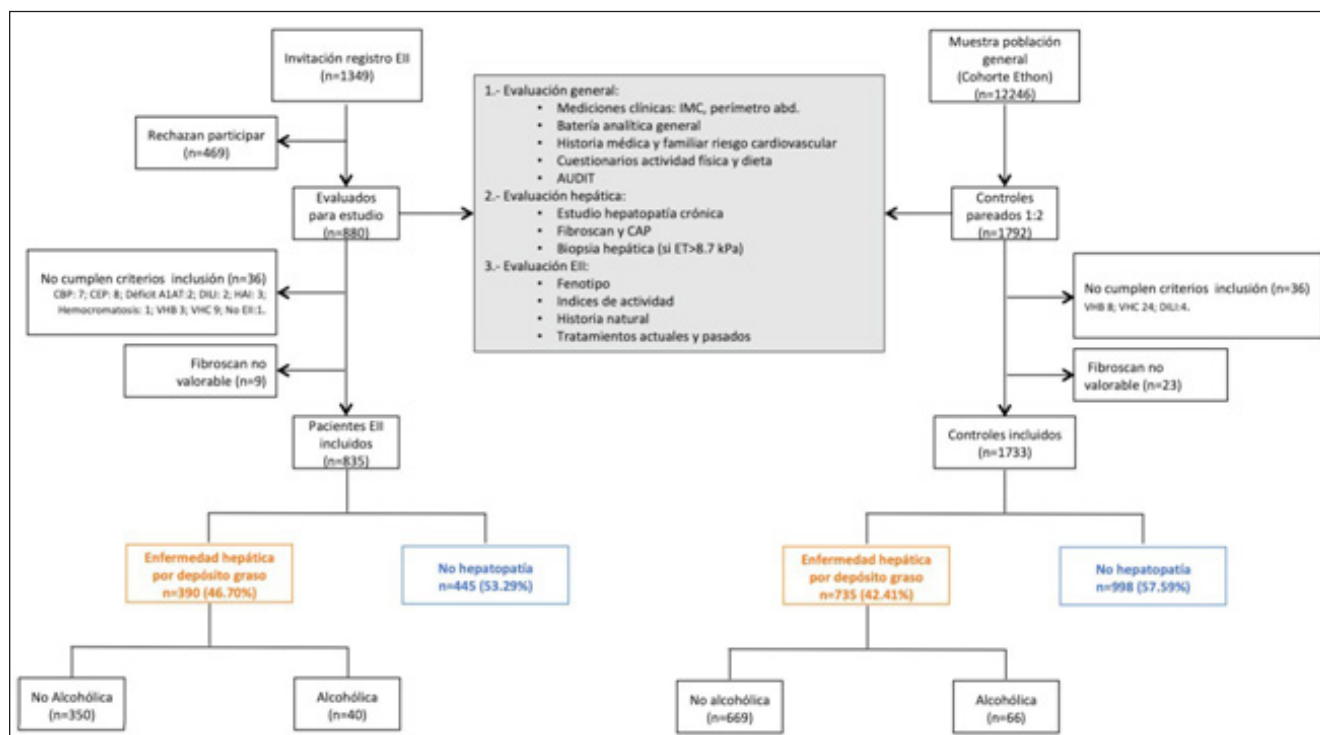 Invitación registro EII
(n=1349)
Rechazan participar
(n=469)
Evaluados
para estudio
(n=880)
No cumplen criterios inclusión (n=36)
CBP: 7; CEP: 8; Déficit A1AT:2; DILI: 2; HAI: 3;
Hemocromatosis: 1; VHB 3; VHC 9; No EII:1.
Fibroscan no
valorable (n=9)
Pacientes EII
incluidos
(n=835)
Enfermedad hepática
por depósito graso
n=390 (46.70%)
No hepatopatía
n=445 (53.29%)
No Alcohólica
(n=350)
Alcohólica
(n=40)
1.- Evaluación general:
• Mediciones clínicas: IMC, perímetro abd.
• Batería analítica general
• Historia médica y familiar riesgo cardiovascular
• Cuestionarios actividad física y dieta
• AUDIT
2.- Evaluación hepática:
• Estudio hepatopatía crónica
• Fibroscan y CAP
• Biopsia hepática (si ET>8.7 kPa)
3.- Evaluación EII:
• Fenotipo
• Indices de actividad
• Historia natural
• Tratamientos actuales y pasados
Muestra población
general
(Cohorte Ethon)
(n=12246)
Controles
pareados 1:2
(n=1792)
No cumplen criterios inclusión (n=36)
VHB 8; VHC 24; DILI:4.
Fibroscan no
valorable (n=23)
Controles incluidos
(n=1733)
Enfermedad hepática
por depósito graso
n=735 (42.41%)
No hepatopatía
n=998 (57.59%)
No alcohólica
(n=669)
Alcohólica
(n=66)